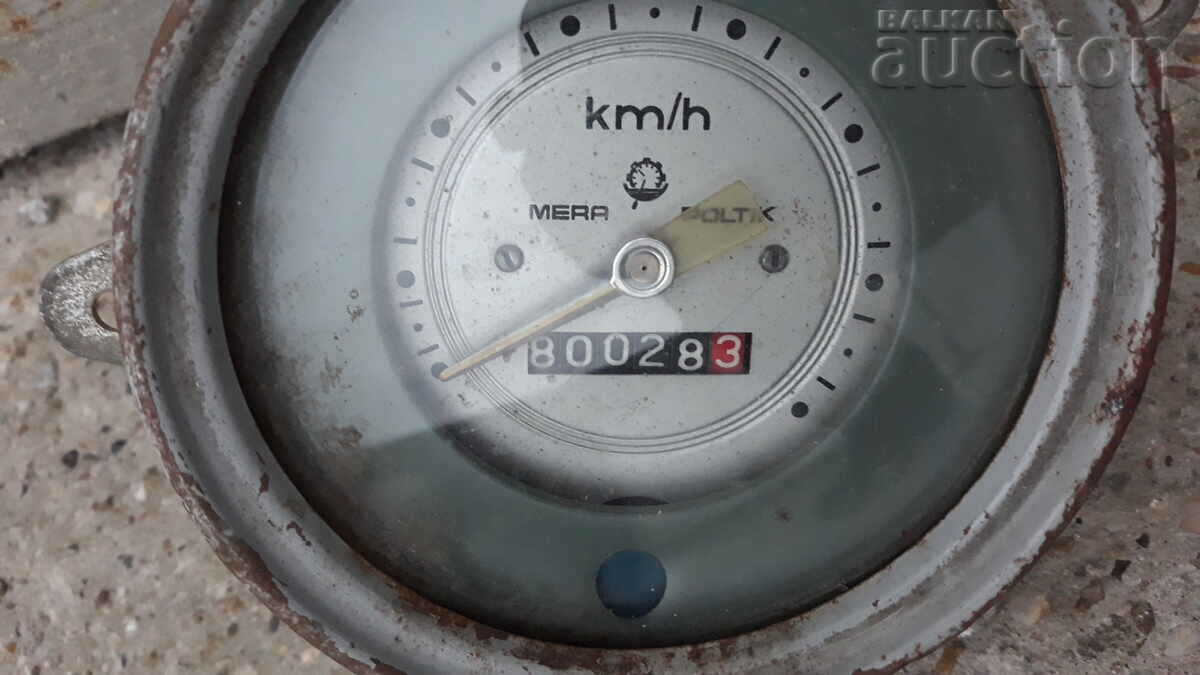 BALKAN
auction
km/h
MERA POLTIK
800283